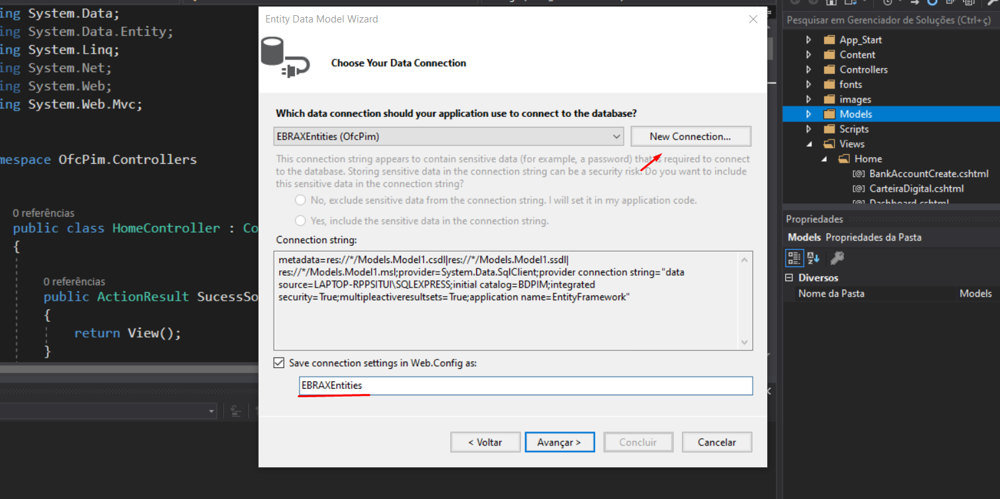 ing System.Data;
ing System.Data.Entity;
ing System.Linq;
ing System.Net;
ing System.Web;
ing System.Web.Mvc;
mespace OfcPim.Controllers
0 referências
public class HomeController : Co
{
0 referências
public ActionResult SucessSo
{
return View();
}
Entity Data Model Wizard
Choose Your Data Connection
Which data connection should your application use to connect to the database?
EBRAXEntities (OfcPim)
New Connection...
This connection string appears to contain sensitive data (for example, a password) that is required to connect
to the database. Storing sensitive data in the connection string can be a security risk. Do you want to include
this sensitive data in the connection string?
No, exclude sensitive data from the connection string. I will set it in my application code.
Yes, include the sensitive data in the connection string.
Connection string:
metadata=res://*/Models.Model1.csdl|res://*/Models.Model1.ssdl|
res://*/Models.Model1.msl;provider=System.Data.SqlClient;provider connection string="data
source=LAPTOP-RPPSITUI\SQLEXPRESS;initial catalog=BDPIM;integrated
security=True;multipleactiveresultsets=True;application name=EntityFramework"
Save connection settings in Web.Config as:
EBRAXEntities
< Voltar
Avançar >
Concluir
Cancelar
Pesquisar em Gerenciador de Soluções (Ctrl+ç)
App_Start
Content
Controllers
fonts
images
Models
Scripts
Views
Home
BankAccountCreate.cshtml
CarteiraDigital.cshtml
Dashboard.cshtml
Propriedades
Models Propriedades da Pasta
Diversos
Nome da Pasta Models